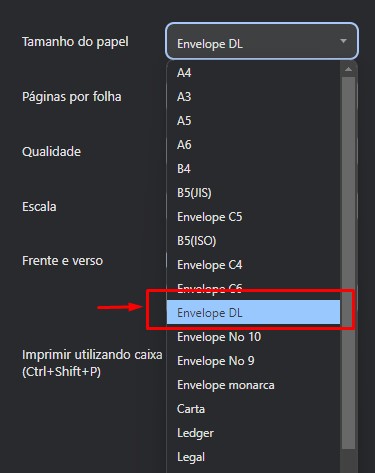 Tamanho do papel
Envelope DL
A4
A3
Páginas por folha
A5
A6
Qualidade
B4
B5(JIS)
Escala
Envelope C5
B5(ISO)
Frente e verso
Envelope C4
Envelope C6
Envelope DL
Envelope No 10
Imprimir utilizando caixa
(Ctrl+Shift+P)
Envelope No 9
Envelope monarca
Carta
Ledger
Legal